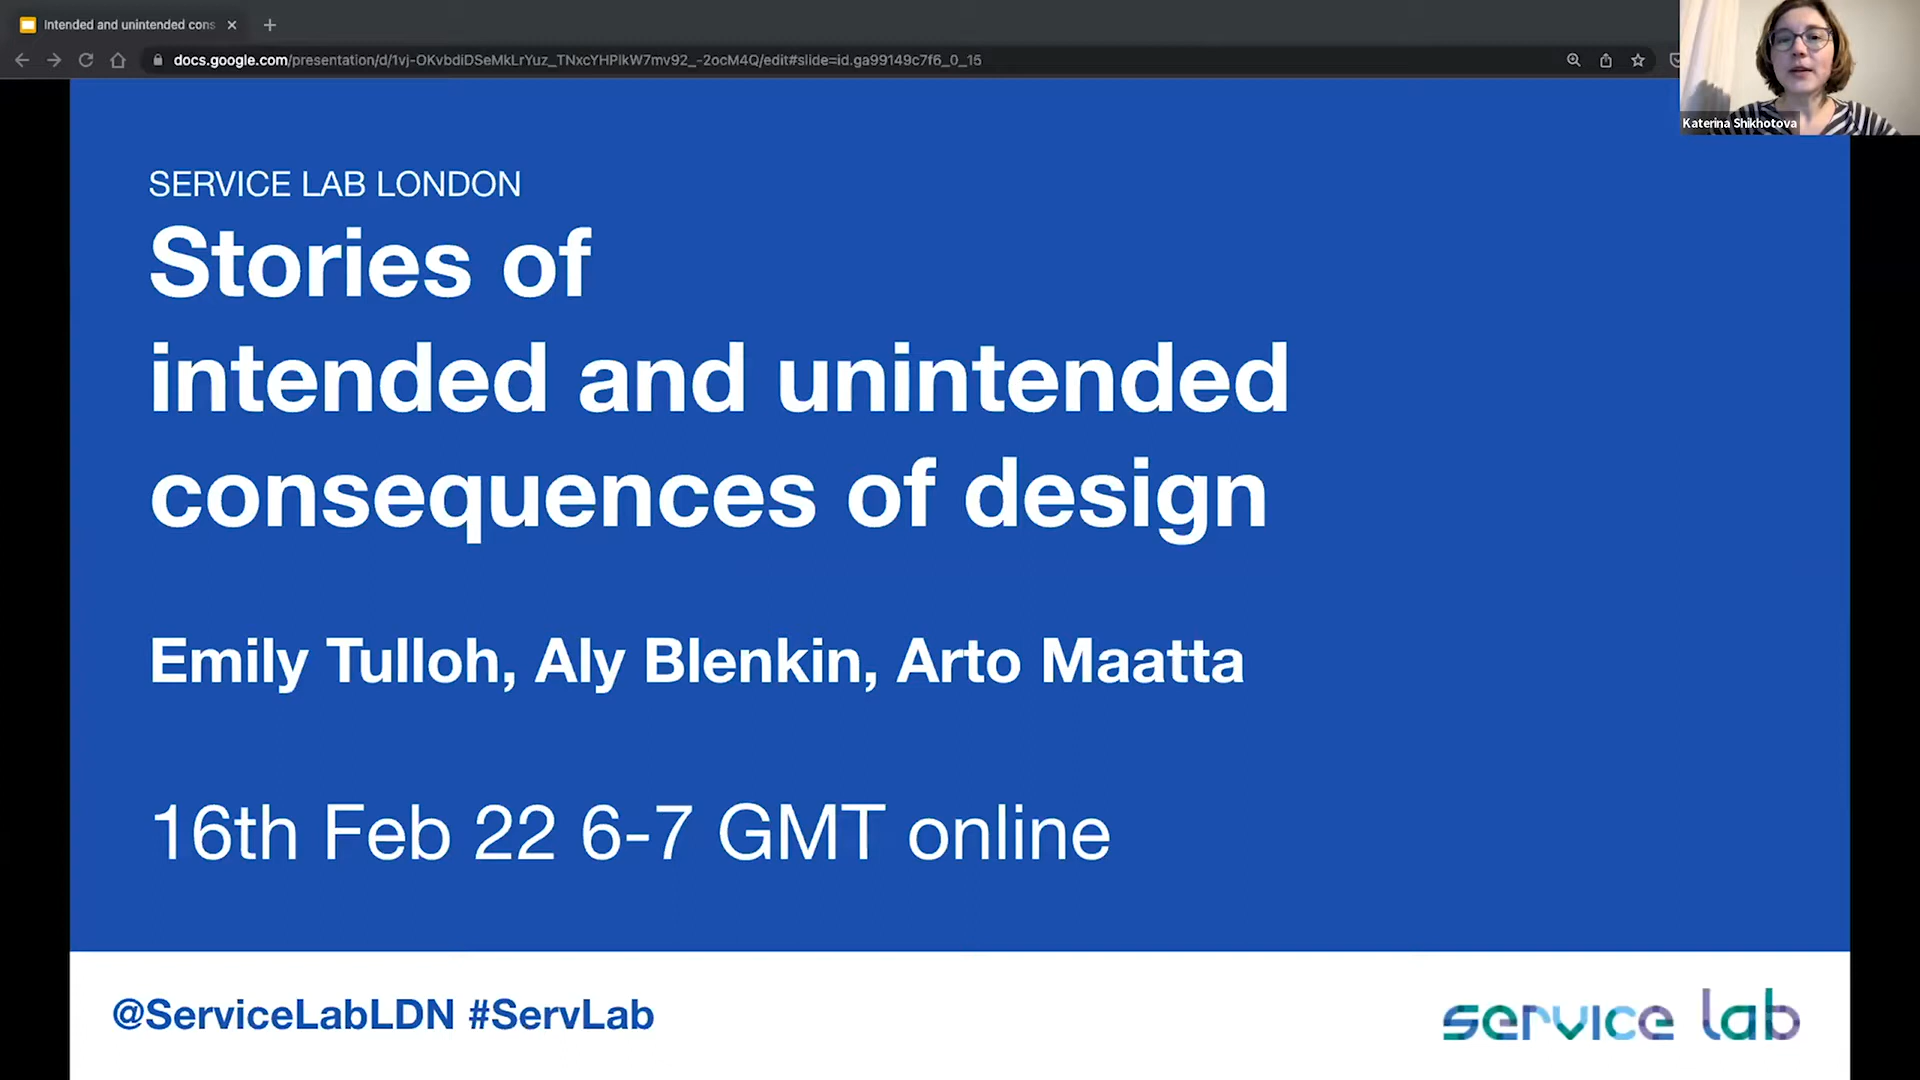 Intended and unintended cons
docs.google.com/presentation/d/1vj-OKvbdiDSeMkLrYuz_TNxcYHPlkW7mv92_-2ocM4Q/edit#slide=id.ga99149c7f6_0_15
Katerina Shikhotova
SERVICE LAB LONDON
Stories of
intended and unintended
consequences of design
Emily Tulloh, Aly Blenkin, Arto Maatta
16th Feb 22 6-7 GMT online
@ServiceLabLDN #ServLab
service lab